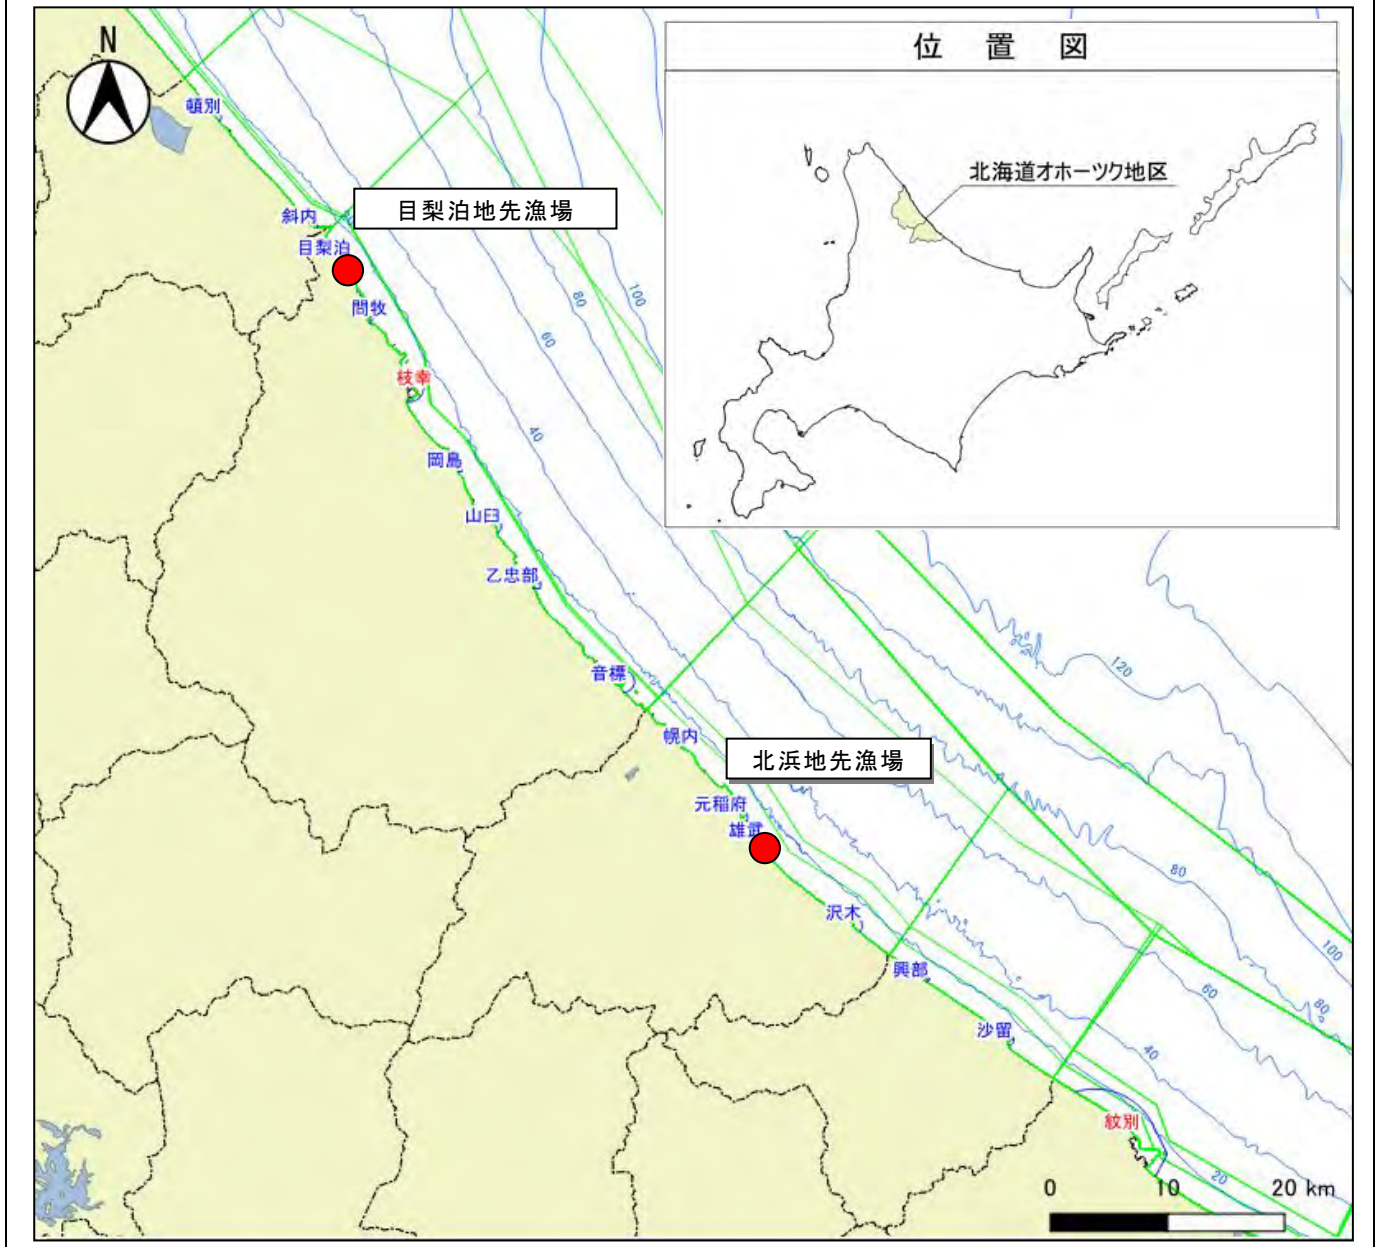 N
位 置 図
北海道オホーツク地区
頓別
斜内
目梨泊地先漁場
目梨泊
問牧
枝幸
岡島
山臼
乙忠部
音標
幌内
北浜地先漁場
元稲府
雄武
沢木
興部
沙留
紋別
100
80
60
40
120
80
100
80
60
40
20
0 10 20 km